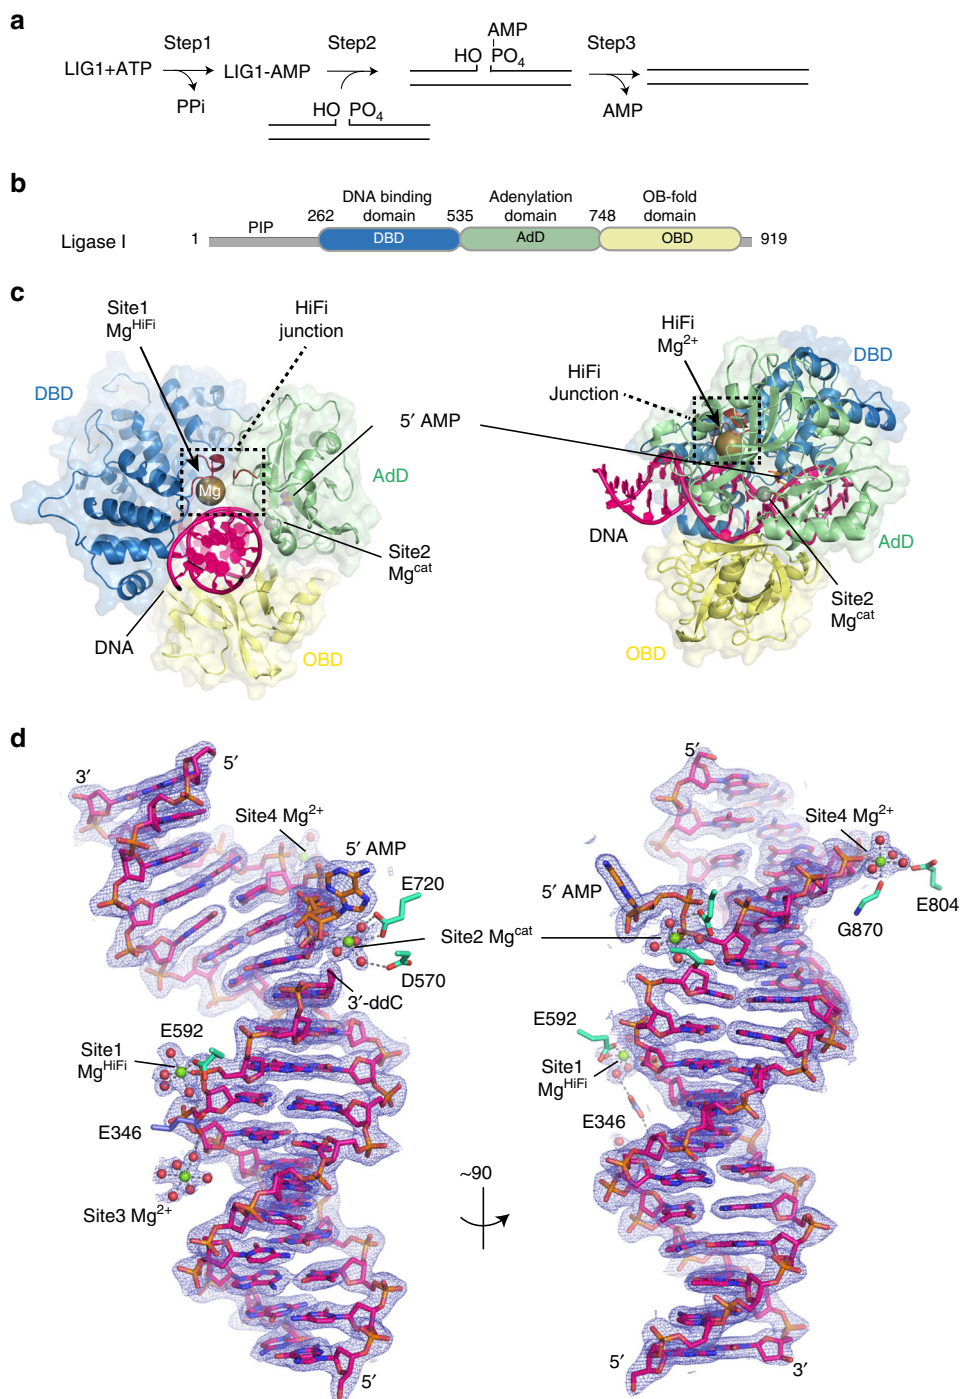 a
Step1
Step2
Step3
LIG1+ATP
LIG1-AMP
PPi
HO PO4
AMP
HO PO4
AMP
b
DNA binding
domain
Adenylation
domain
OB-fold
domain
262
535
748
PIP
Ligase I
1
DBD
AdD
OBD
919
c
Site1
Mg^HiFi
HiFi
junction
DBD
Mg
5′ AMP
AdD
Site2
Mg^cat
DNA
OBD
HiFi
Mg²⁺
DBD
HiFi
Junction
DNA
AdD
Site2
Mg^cat
OBD
d
3′
5′
Site4 Mg²⁺
5′ AMP
E720
Site2 Mg^cat
D570
3′-ddC
E592
Site1
Mg^HiFi
E346
Site3 Mg²⁺
5′
~90
5′
Site4 Mg²⁺
5′ AMP
E804
G870
E592
Site1
Mg^HiFi
E346
5′
3′